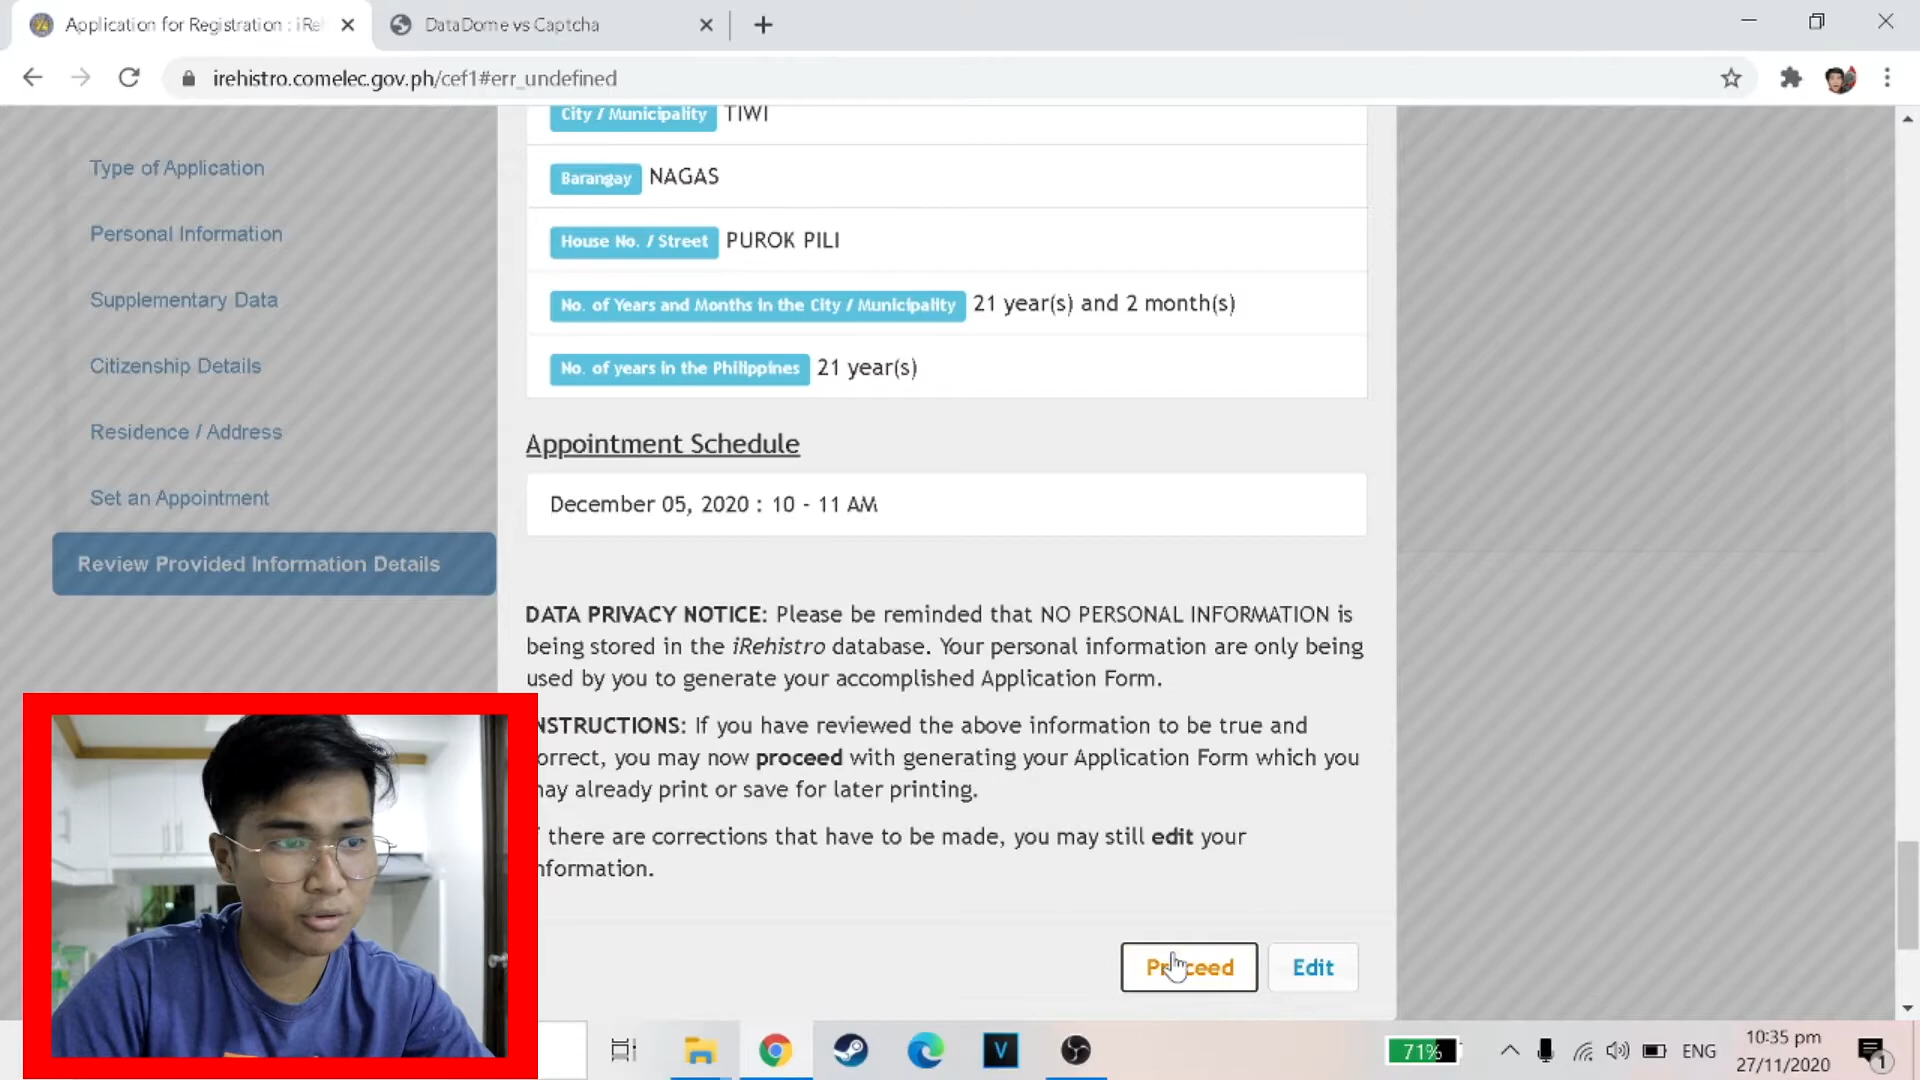 Application for Registration : iRe
DataDome vs Captcha
irehistro.comelec.gov.ph/cef1#err_undefined
Type of Application
Personal Information
Supplementary Data
Citizenship Details
Residence / Address
Set an Appointment
Review Provided Information Details
City / Municipality TIWI
Barangay NAGAS
House No. / Street PUROK PILI
No. of Years and Months in the City / Municipality 21 year(s) and 2 month(s)
No. of years in the Philippines 21 year(s)
Appointment Schedule
December 05, 2020 : 10 - 11 AM
DATA PRIVACY NOTICE: Please be reminded that NO PERSONAL INFORMATION is
being stored in the iRehistro database. Your personal information are only being
used by you to generate your accomplished Application Form.
NSTRUCTIONS: If you have reviewed the above information to be true and
orrect, you may now proceed with generating your Application Form which you
may already print or save for later printing.
there are corrections that have to be made, you may still edit your
nformation.
Proceed Edit
V
71%
ENG
10:35 pm
27/11/2020
1